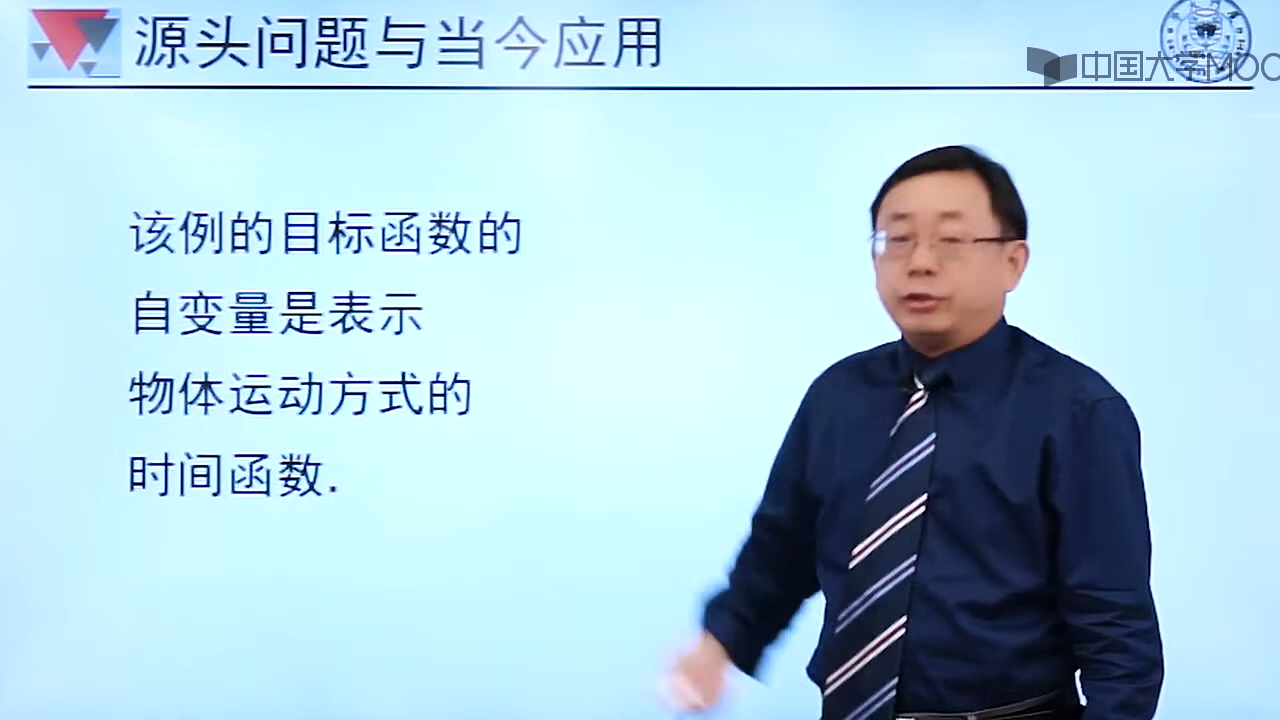 源头问题与当今应用
中国大学MOO
该例的目标函数的
自变量是表示
物体运动方式的
时间函数.